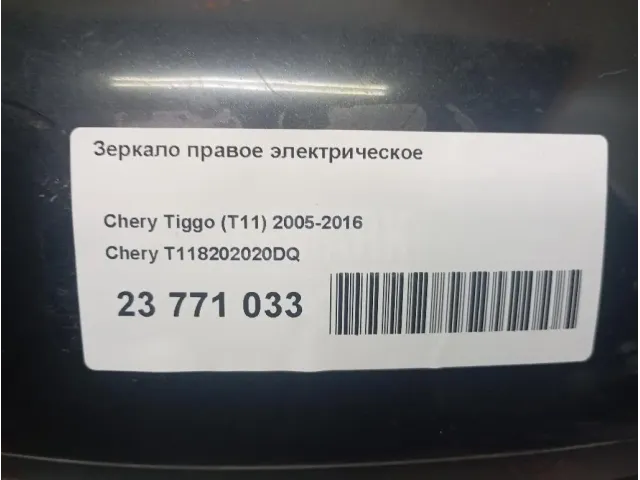 Зеркало правое электрическое
Chery Tiggo (T11) 2005-2016
Chery T118202020DQ
23 771 033